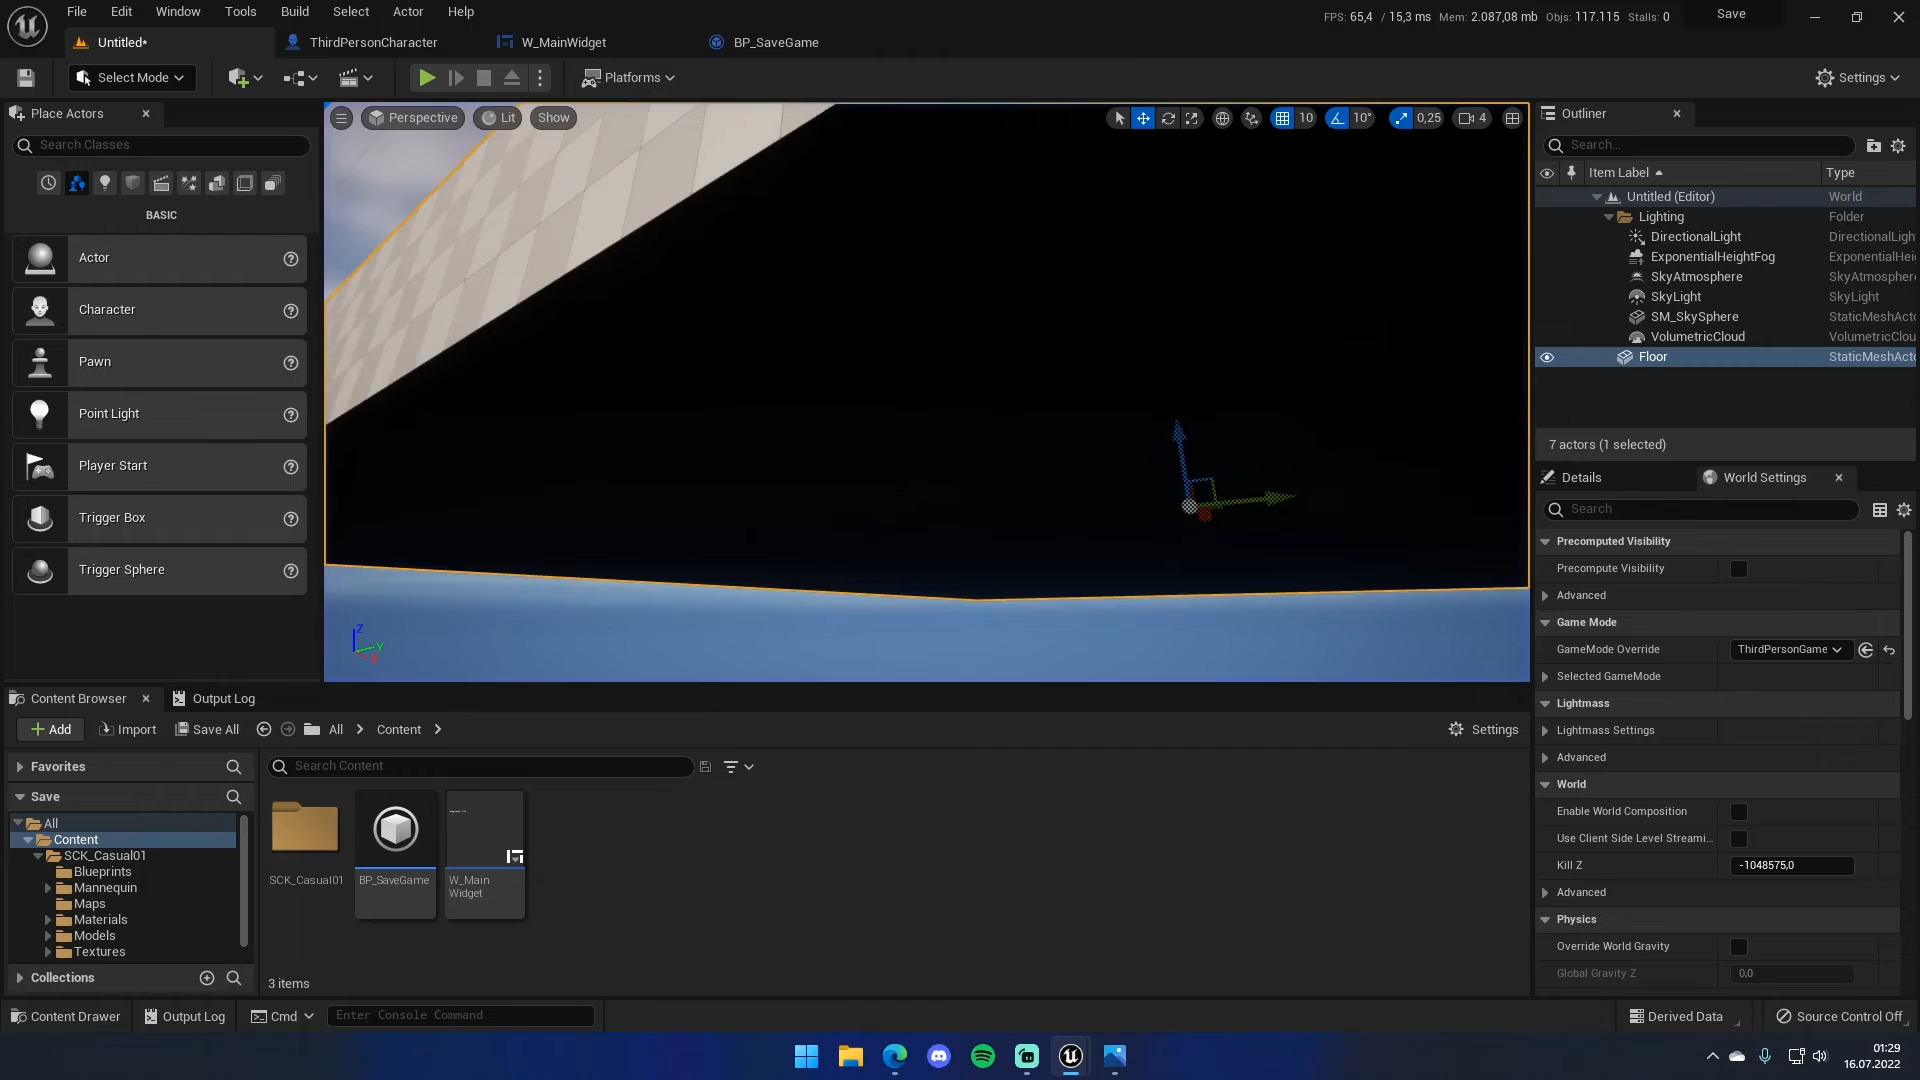 File Edit Window Tools Build Select Actor Help
FPS: 65,4 / 15,3 ms Mem: 2.087,08 mb Objs: 117.115 Stalls: 0 Save
Untitled* ThirdPersonCharacter W_MainWidget BP_SaveGame
Select Mode Platforms Settings
Place Actors
Search Classes
BASIC
Actor
Character
Pawn
Point Light
Player Start
Trigger Box
Trigger Sphere
Perspective Lit Show 10 10° 0,25 4
Z
Y
X
Outliner
Search...
Item Label Type
Untitled (Editor) World
Lighting Folder
DirectionalLight DirectionalLigh
ExponentialHeightFog ExponentialHei
SkyAtmosphere SkyAtmosphere
SkyLight SkyLight
SM_SkySphere StaticMeshActo
VolumetricCloud VolumetricClou
Floor StaticMeshActo
7 actors (1 selected)
Details World Settings
Search
Precomputed Visibility
Precompute Visibility
Advanced
Game Mode
GameMode Override ThirdPersonGame
Selected GameMode
Lightmass
Lightmass Settings
Advanced
World
Enable World Composition
Use Client Side Level Streami...
Kill Z -1048575,0
Advanced
Physics
Override World Gravity
Global Gravity Z 0,0
Content Browser Output Log
Add Import Save All All Content Settings
Favorites
Save
All
Content
SCK_Casual01
Blueprints
Mannequin
Maps
Materials
Models
Textures
Collections
Search Content
SCK_Casual01 BP_SaveGame W_Main
Widget
3 items
Content Drawer Output Log Cmd Enter Console Command Derived Data Source Control Off
01:29
16.07.2022